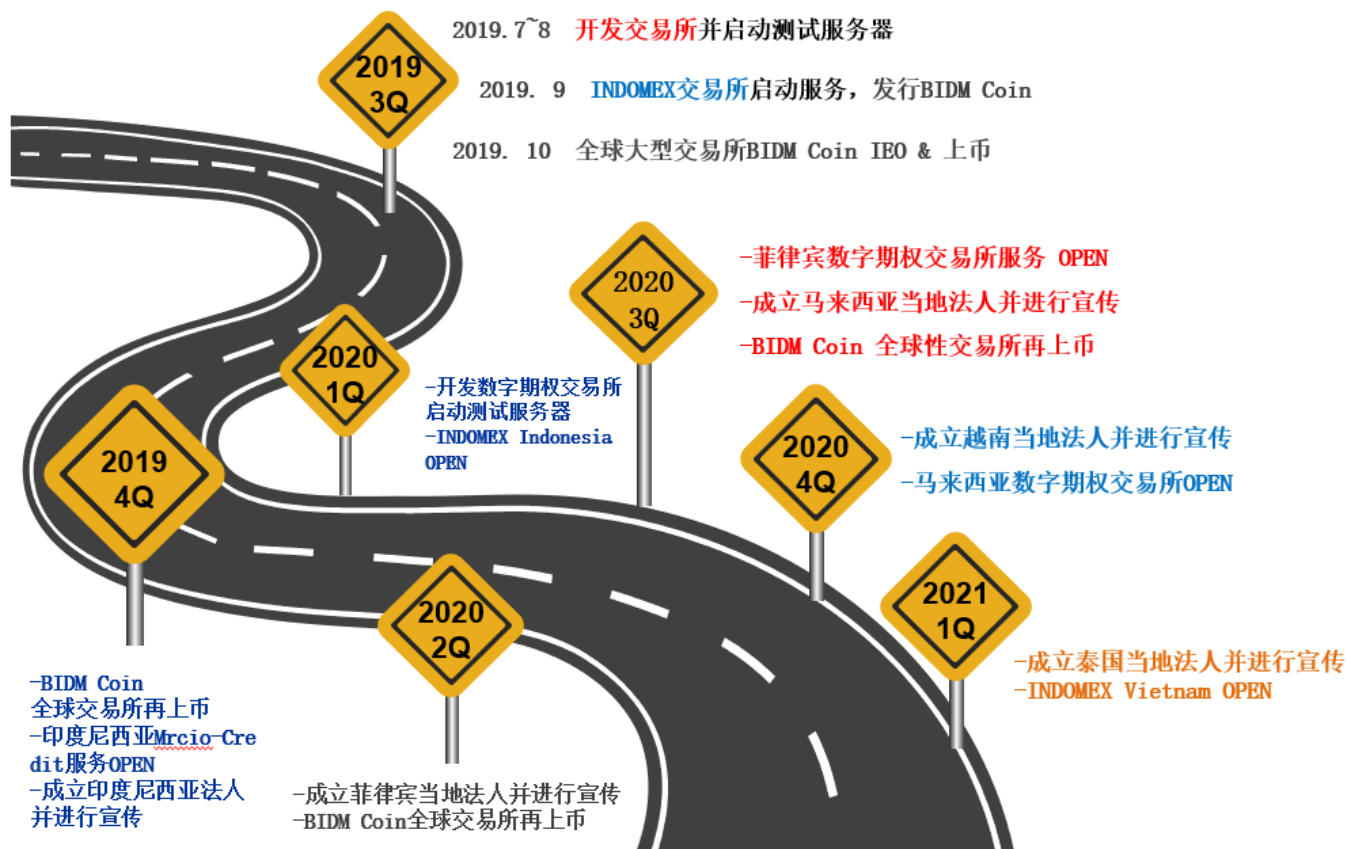 2019
3Q
2019.7~8 开发交易所并启动测试服务器
2019. 9 INDOMEX交易所启动服务，发行BIDM Coin
2019. 10 全球大型交易所BIDM Coin IEO & 上币
2019
4Q
-BIDM Coin
全球交易所再上币
-印度尼西亚Mrcio-Cre
dit服务OPEN
-成立印度尼西亚法人
并进行宣传
2020
1Q
-开发数字期权交易所
启动测试服务器
-INDOMEX Indonesia
OPEN
2020
2Q
-成立菲律宾当地法人并进行宣传
-BIDM Coin全球交易所再上币
2020
3Q
-菲律宾数字期权交易所服务 OPEN
-成立马来西亚当地法人并进行宣传
-BIDM Coin 全球性交易所再上币
2020
4Q
-成立越南当地法人并进行宣传
-马来西亚数字期权交易所OPEN
2021
1Q
-成立泰国当地法人并进行宣传
-INDOMEX Vietnam OPEN